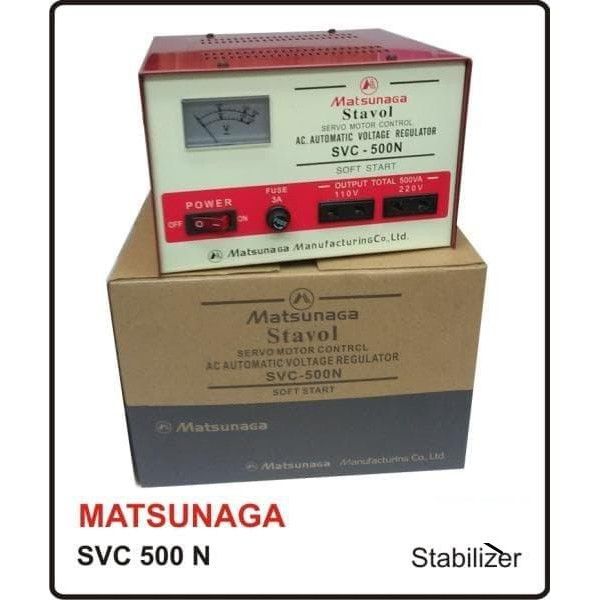 Matsunaga
Stavol
SERVO MOTOR CONTROL
AC. AUTOMATIC VOLTAGE REGULATOR
SVC - 500N
SOFT START
POWER
OFF
ON
FUSE
3A
OUTPUT TOTAL 500VA
110V 220V
Matsunaga Manufacturing Co., Ltd.
Matsunaga
Stavol
SERVO MOTOR CONTROL
AC AUTOMATIC VOLTAGE REGULATOR
SVC-500N
SOFT START
Matsunaga
Matsunaga Manufacturing Co., Ltd.
MATSUNAGA
SVC 500 N
Stabilizer